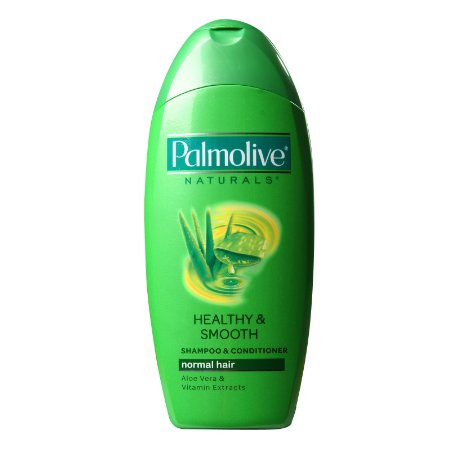 Palmolive®
NATURALS®
HEALTHY &
SMOOTH
SHAMPOO & CONDITIONER
normal hair
Aloe Vera &
Vitamin Extracts